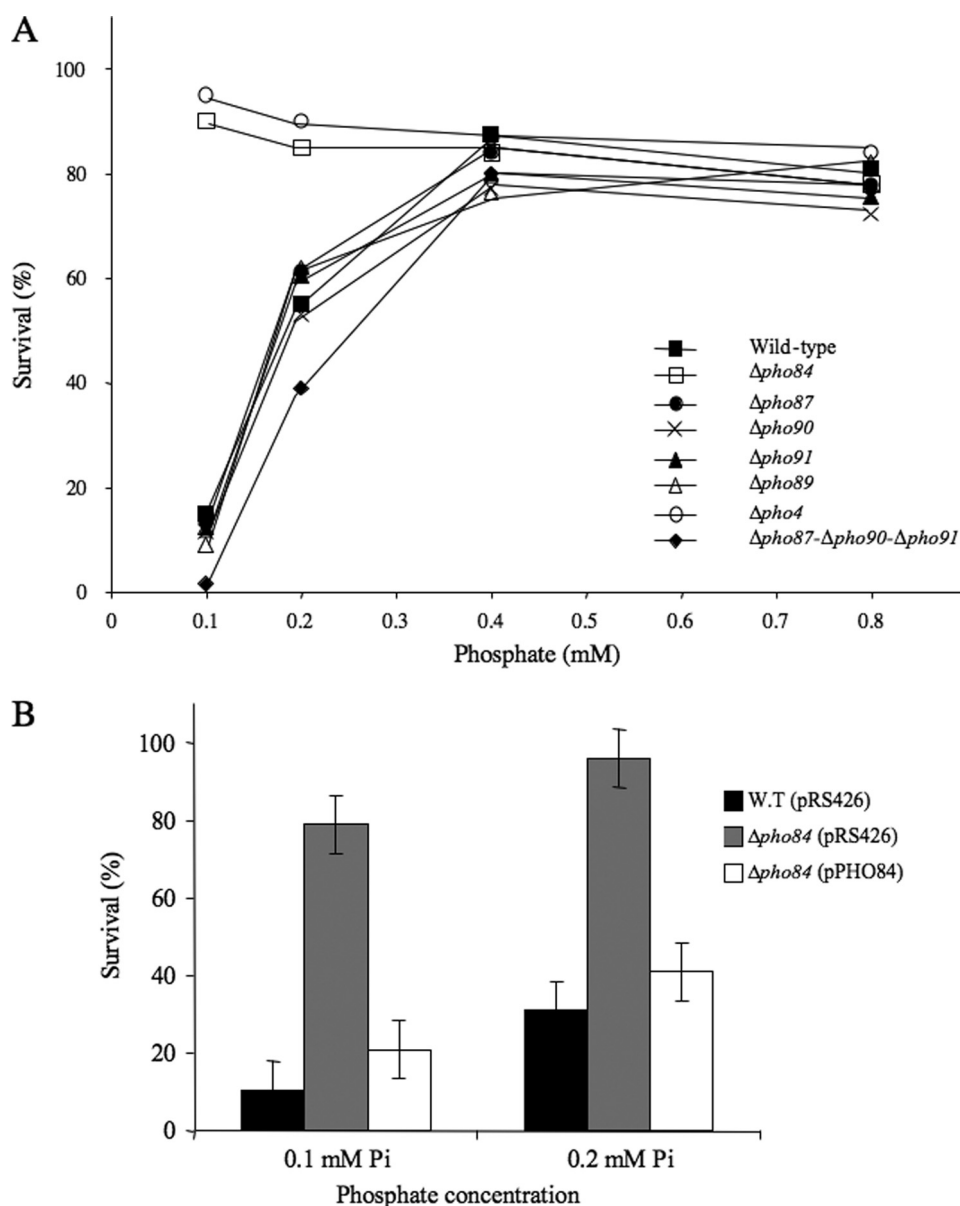 A
100
80
60
40
20
0
Survival (%)
0 0.1 0.2 0.3 0.4 0.5 0.6 0.7 0.8
Phosphate (mM)
Wild-type
Δpho84
Δpho87
Δpho90
Δpho91
Δpho89
Δpho4
Δpho87-Δpho90-Δpho91
B
100
80
60
40
20
0
Survival (%)
0.1 mM Pi 0.2 mM Pi
Phosphate concentration
W.T (pRS426)
Δpho84 (pRS426)
Δpho84 (pPHO84)